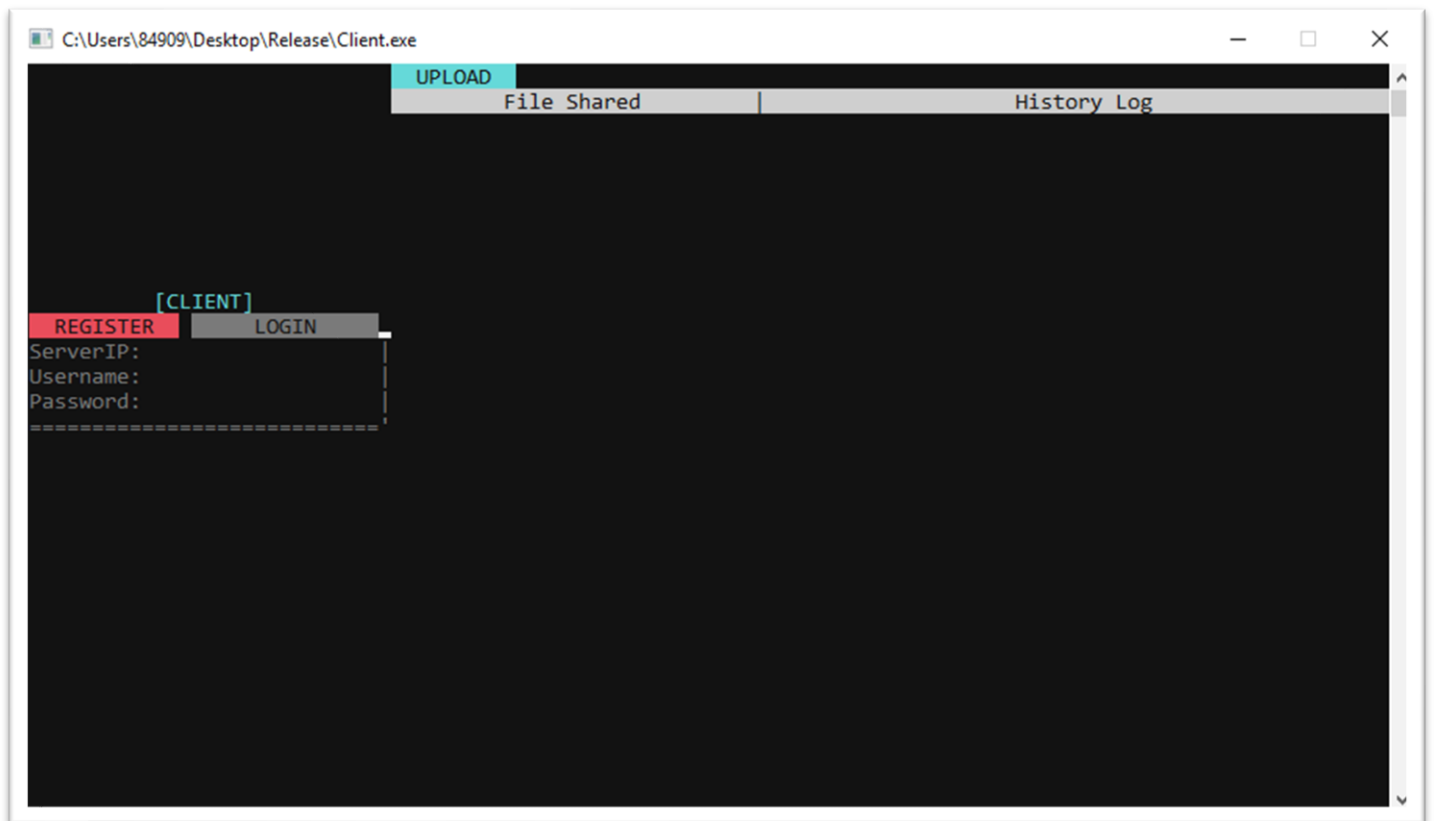 C:\Users\84909\Desktop\Release\Client.exe
UPLOAD
File Shared | History Log
[CLIENT]
REGISTER LOGIN
ServerIP: |
Username: |
Password: |
============================'